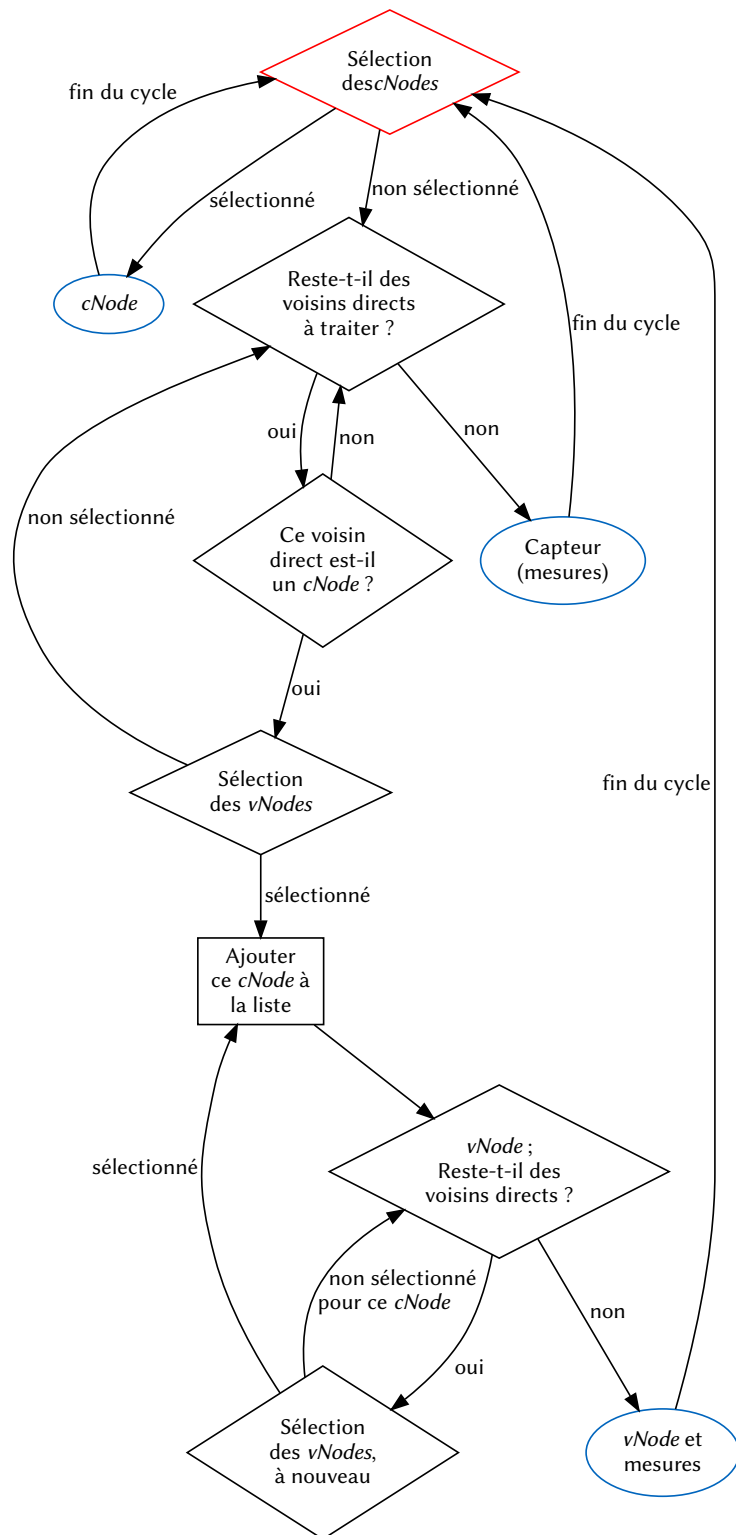 Sélection
descNodes
fin du cycle
sélectionné
non sélectionné
cNode
Reste-t-il des
voisins directs
à traiter ?
fin du cycle
oui
non
non
non sélectionné
Ce voisin
direct est-il
un cNode ?
Capteur
(mesures)
oui
Sélection
des vNodes
fin du cycle
sélectionné
Ajouter
ce cNode à
la liste
sélectionné
vNode ;
Reste-t-il des
voisins directs ?
non sélectionné
pour ce cNode
non
oui
Sélection
des vNodes,
à nouveau
vNode et
mesures